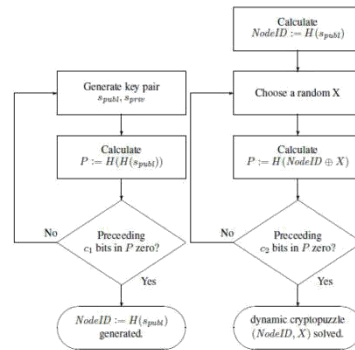 Generate key pair
s_publ, s_priv
Calculate
P := H(H(s_publ))
Preceeding
c_1 bits in P zero?
No
Yes
NodeID := H(s_publ)
generated.
Calculate
NodeID := H(s_publ)
Choose a random X
Calculate
P := H(NodeID ⊕ X)
Preceeding
c_2 bits in P zero?
No
Yes
dynamic cryptopuzzle
(NodeID, X) solved.